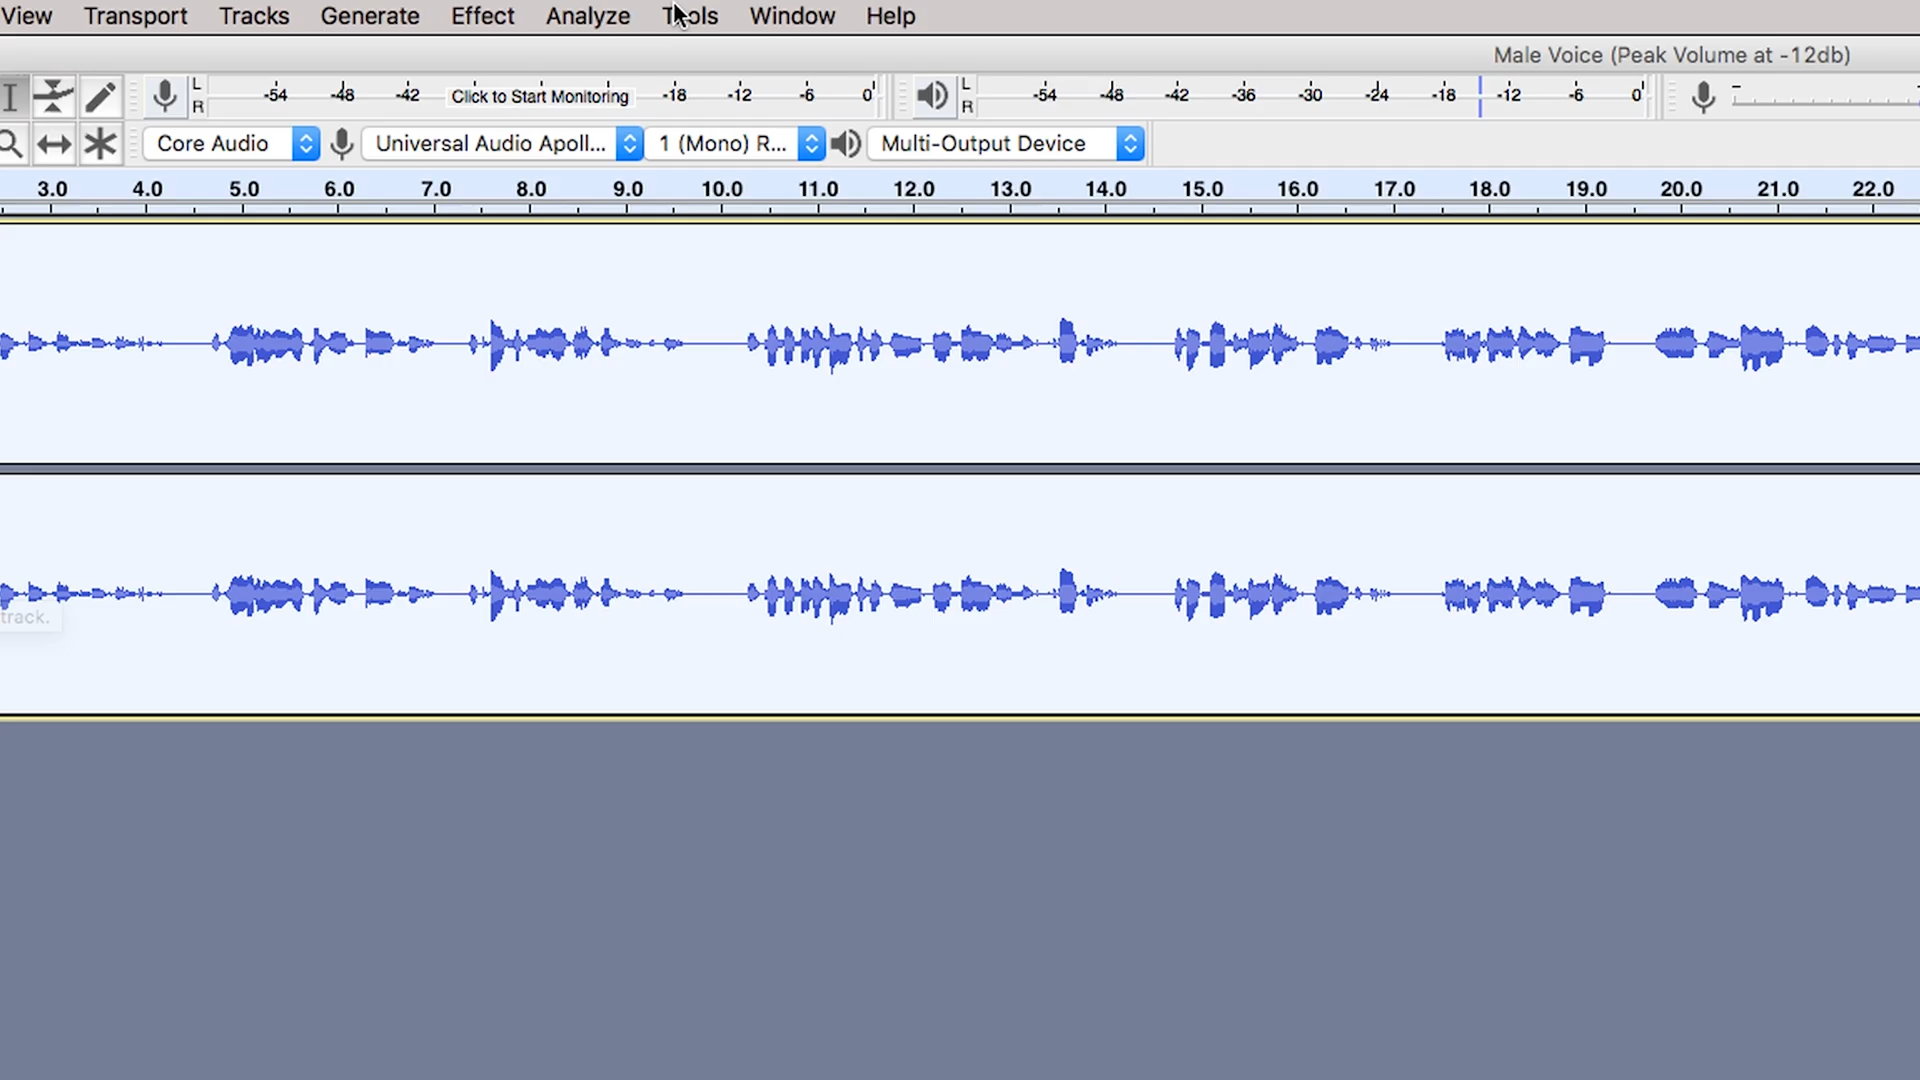 View Transport Tracks Generate Effect Analyze Tools Window Help
Male Voice (Peak Volume at -12db)
L
R
-54 -48 -42 Click to Start Monitoring -18 -12 -6 0
L
R
-54 -48 -42 -36 -30 -24 -18 -12 -6 0
Core Audio Universal Audio Apoll... 1 (Mono) R... Multi-Output Device
3.0 4.0 5.0 6.0 7.0 8.0 9.0 10.0 11.0 12.0 13.0 14.0 15.0 16.0 17.0 18.0 19.0 20.0 21.0 22.0
track.